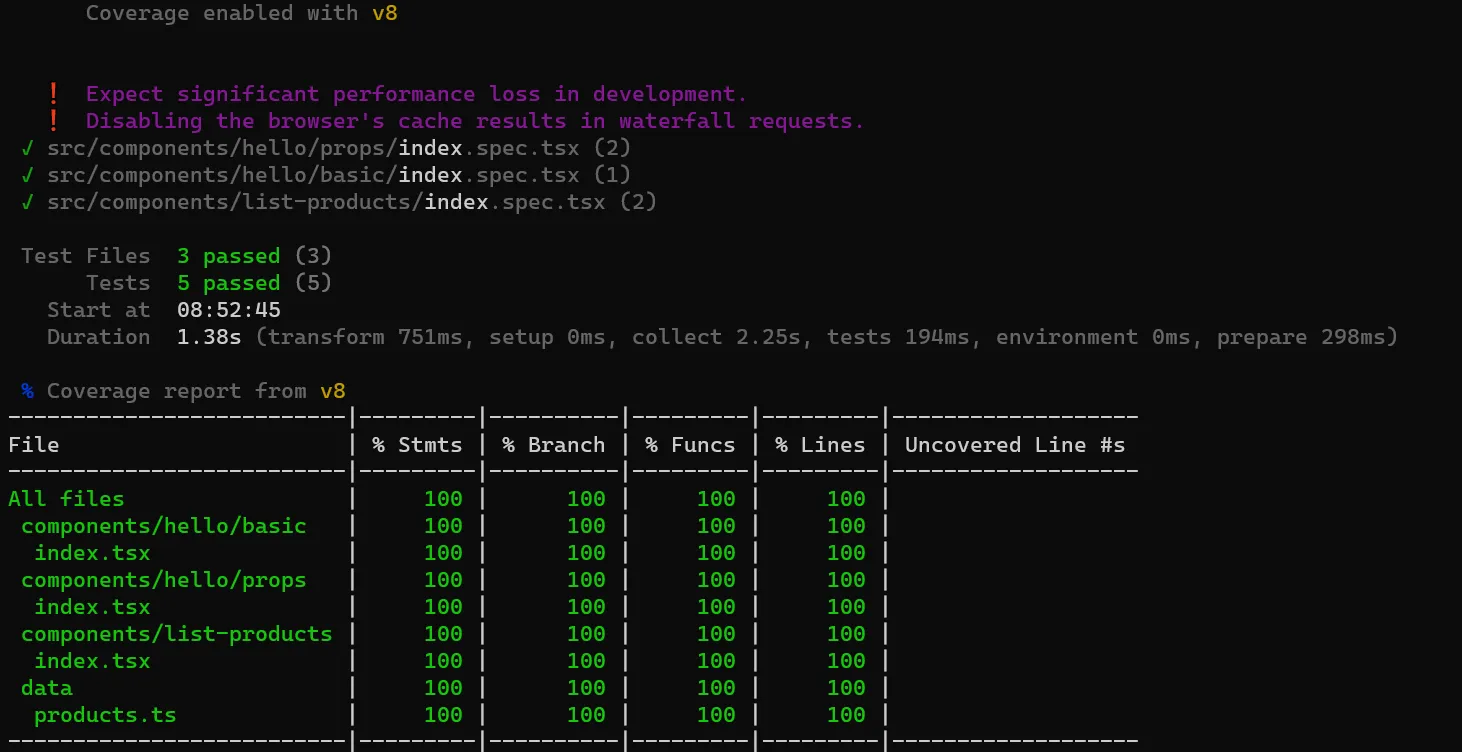 Coverage enabled with v8
❗ Expect significant performance loss in development.
❗ Disabling the browser's cache results in waterfall requests.
✓ src/components/hello/props/index.spec.tsx (2)
✓ src/components/hello/basic/index.spec.tsx (1)
✓ src/components/list-products/index.spec.tsx (2)
Test Files  3 passed (3)
Tests  5 passed (5)
Start at  08:52:45
Duration  1.38s (transform 751ms, setup 0ms, collect 2.25s, tests 194ms, environment 0ms, prepare 298ms)
% Coverage report from v8
--------------------------|---------|----------|---------|---------|-------------------
File                      | % Stmts | % Branch | % Funcs | % Lines | Uncovered Line #s
--------------------------|---------|----------|---------|---------|-------------------
All files                 |     100 |      100 |     100 |     100 |
 components/hello/basic   |     100 |      100 |     100 |     100 |
  index.tsx               |     100 |      100 |     100 |     100 |
 components/hello/props   |     100 |      100 |     100 |     100 |
  index.tsx               |     100 |      100 |     100 |     100 |
 components/list-products |     100 |      100 |     100 |     100 |
  index.tsx               |     100 |      100 |     100 |     100 |
 data                     |     100 |      100 |     100 |     100 |
  products.ts             |     100 |      100 |     100 |     100 |
--------------------------|---------|----------|---------|---------|-------------------